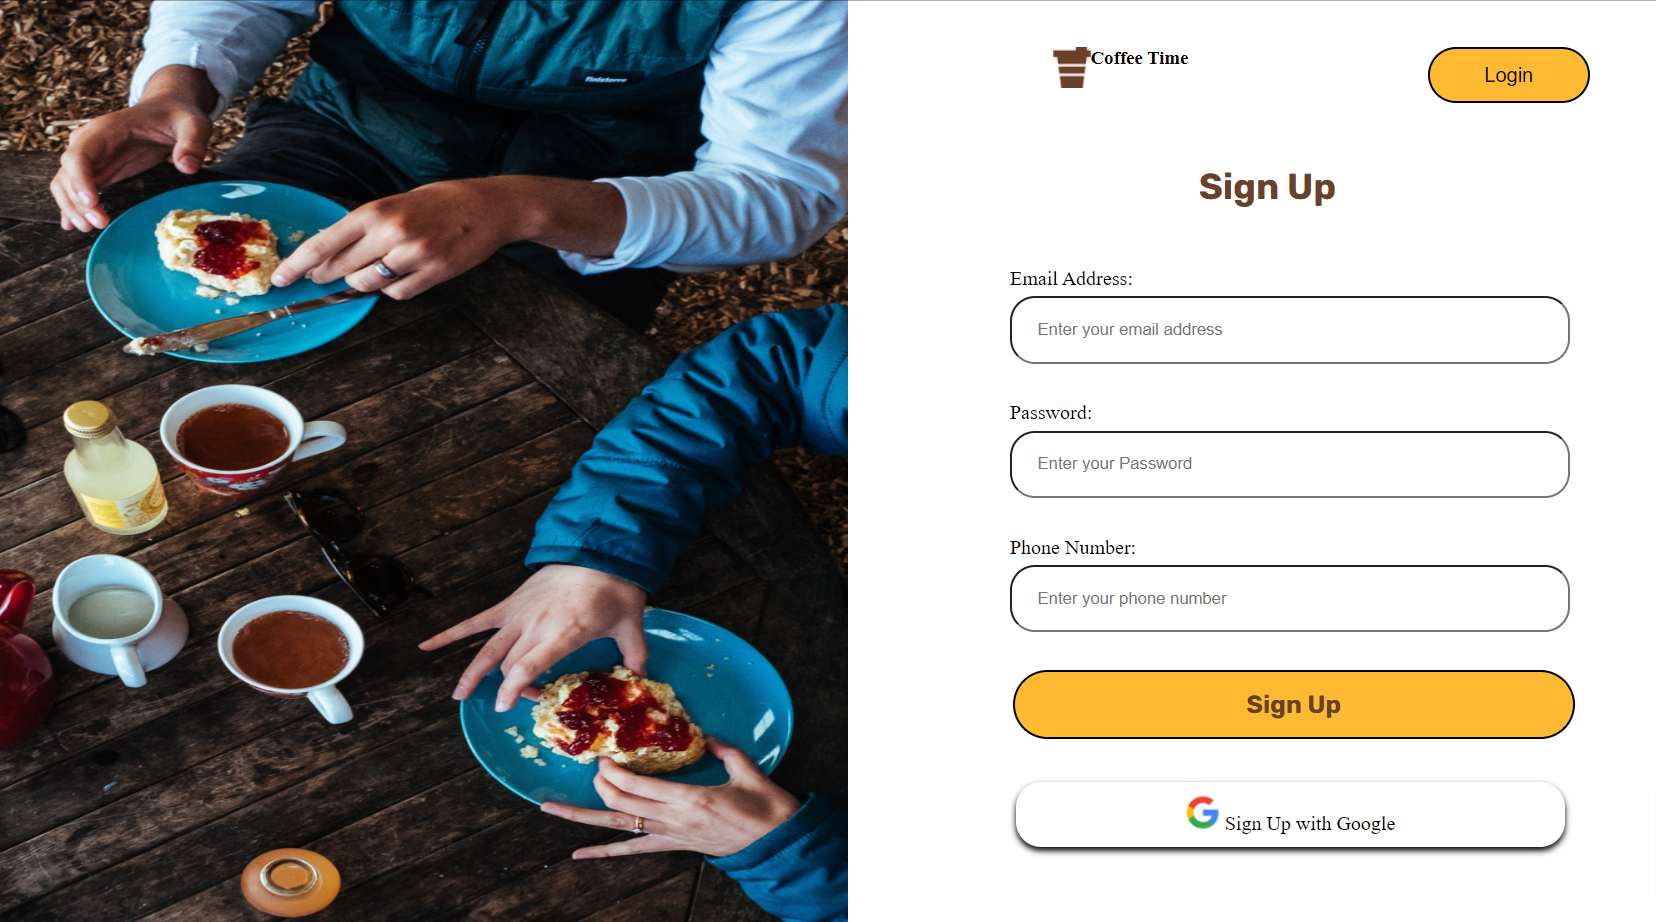 Coffee Time
Login
Sign Up
Email Address:
Enter your email address
Password:
Enter your Password
Phone Number:
Enter your phone number
Sign Up
Sign Up with Google
finisterre